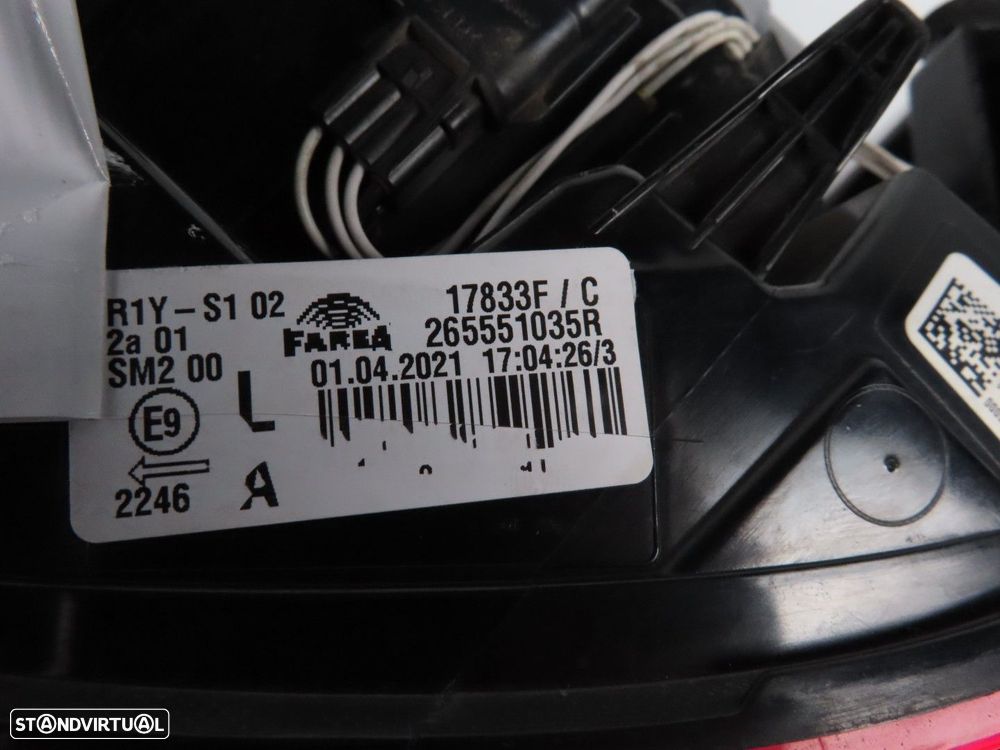 R1Y – S1 02
2a 01
SM2 00
FAREA
17833F / C
265551035R
01.04.2021 17:04:26/3
E9
L
2246
A
STANDVIRTUAL